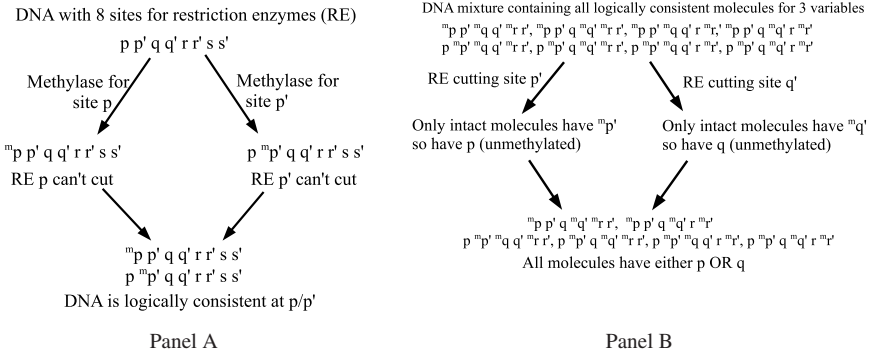 DNA with 8 sites for restriction enzymes (RE)
p p' q q' r r' s s'
Methylase for
site p
Methylase for
site p'
ᵐp p' q q' r r' s s'
RE p can't cut
p ᵐp' q q' r r' s s'
RE p' can't cut
ᵐp p' q q' r r' s s'
p ᵐp' q q' r r' s s'
DNA is logically consistent at p/p'
Panel A
DNA mixture containing all logically consistent molecules for 3 variables
ᵐp p' ᵐq q' ᵐr r', ᵐp p' q ᵐq' ᵐr r', ᵐp p' ᵐq q' r ᵐr,' ᵐp p' q ᵐq' r ᵐr'
p ᵐp' ᵐq q' ᵐr r', p ᵐp' q ᵐq' ᵐr r', p ᵐp' ᵐq q' r ᵐr', p ᵐp' q ᵐq' r ᵐr'
RE cutting site p'
RE cutting site q'
Only intact molecules have ᵐp'
so have p (unmethylated)
Only intact molecules have ᵐq'
so have q (unmethylated)
ᵐp p' q ᵐq' ᵐr r', ᵐp p' q ᵐq' r ᵐr'
p ᵐp' ᵐq q' ᵐr r', p ᵐp' q ᵐq' ᵐr r', p ᵐp' ᵐq q' r ᵐr', p ᵐp' q ᵐq' r ᵐr'
All molecules have either p OR q
Panel B